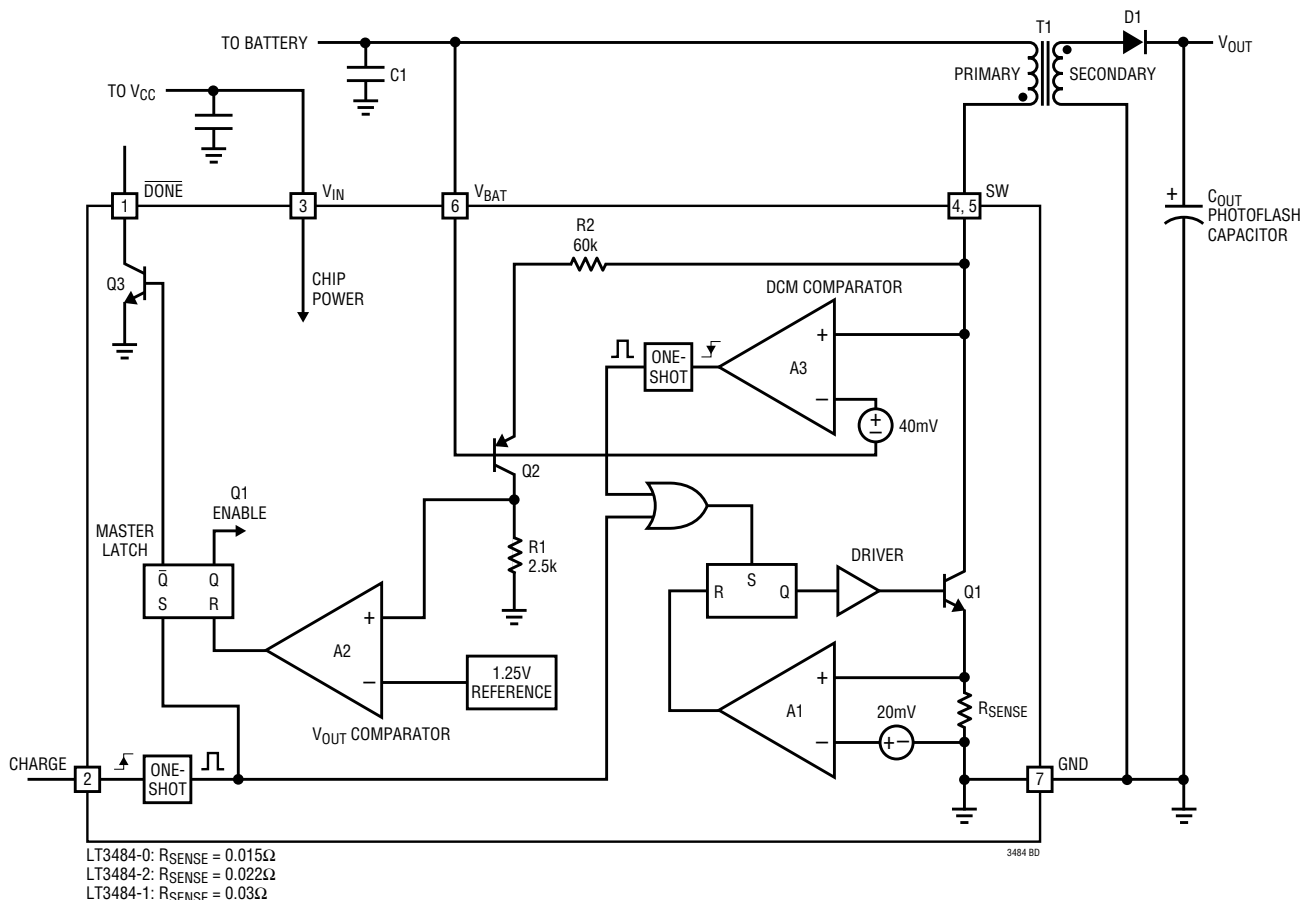 T1
D1
TO BATTERY
VOUT
C1
PRIMARY
SECONDARY
TO VCC
DONE
VIN
VBAT
SW
1
3
6
4, 5
+
COUT
PHOTOFLASH
CAPACITOR
R2
60k
Q3
CHIP
POWER
DCM COMPARATOR
ONE-
SHOT
+
A3
–
+
–
40mV
Q2
Q1
ENABLE
MASTER
LATCH
R1
2.5k
DRIVER
Q̅ Q
S R
S
R Q
Q1
+
A2
–
1.25V
REFERENCE
+
A1
–
20mV
+–
RSENSE
VOUT COMPARATOR
CHARGE
2
ONE-
SHOT
7
GND
3484 BD
LT3484-0: RSENSE = 0.015Ω
LT3484-2: RSENSE = 0.022Ω
LT3484-1: RSENSE = 0.03Ω